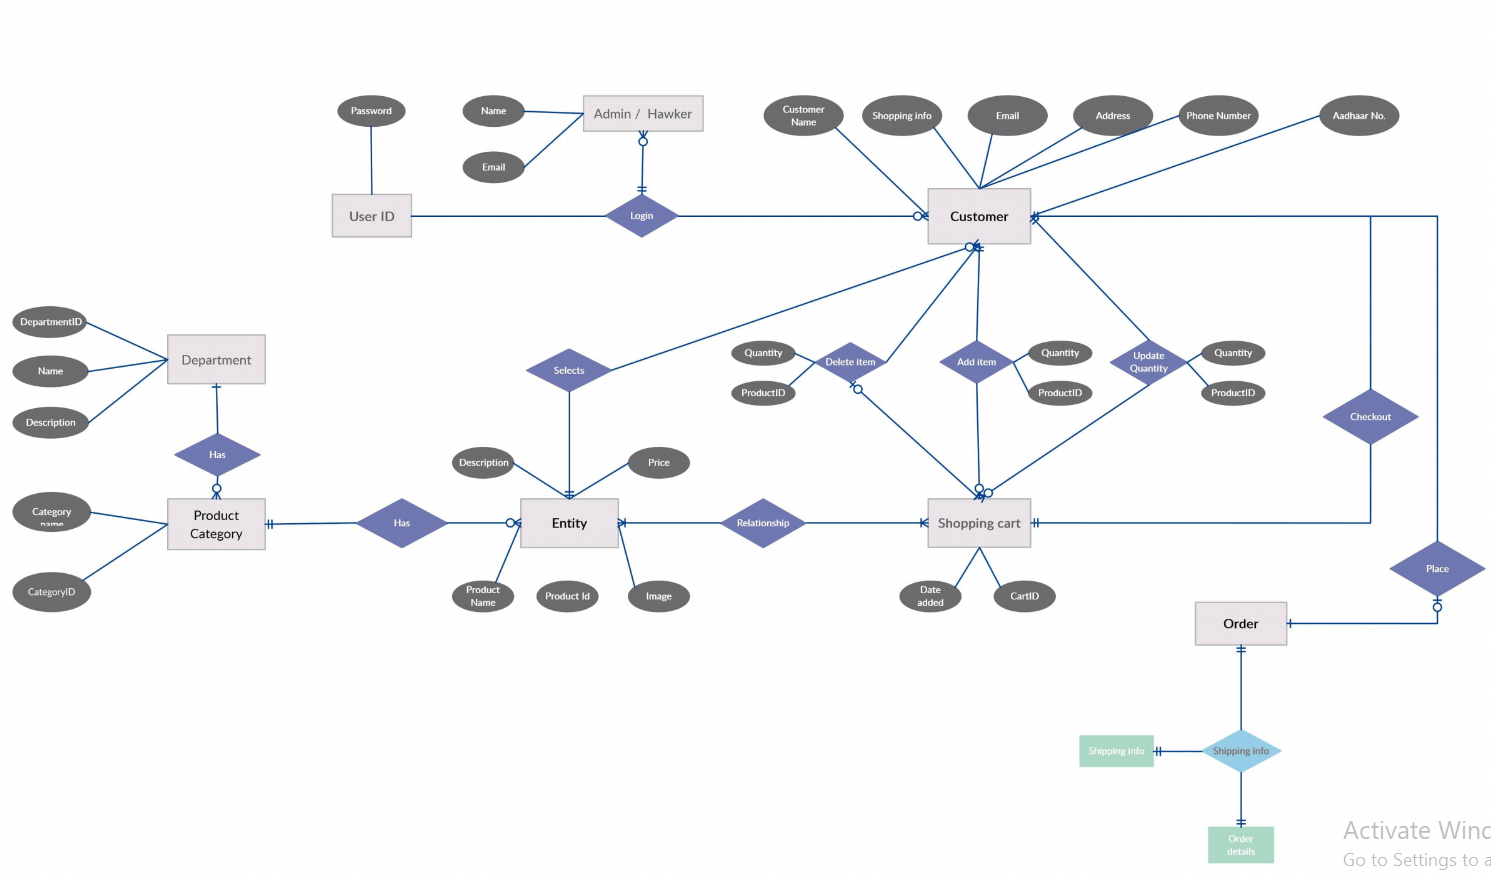 Password
Name
Admin / Hawker
Customer
Name
Shopping info
Email
Address
Phone Number
Aadhaar No.
Email
User ID
Login
Customer
DepartmentID
Department
Name
Description
Selects
Quantity
Delete item
ProductID
Add item
Quantity
ProductID
Update
Quantity
Quantity
ProductID
Checkout
Has
Description
Price
Category
name
Product
Category
Has
Entity
Relationship
Shopping cart
CategoryID
Product
Name
Product Id
Image
Date
added
CartID
Place
Order
Shipping info
Shipping info
Order
details
Activate Winc
Go to Settings to a